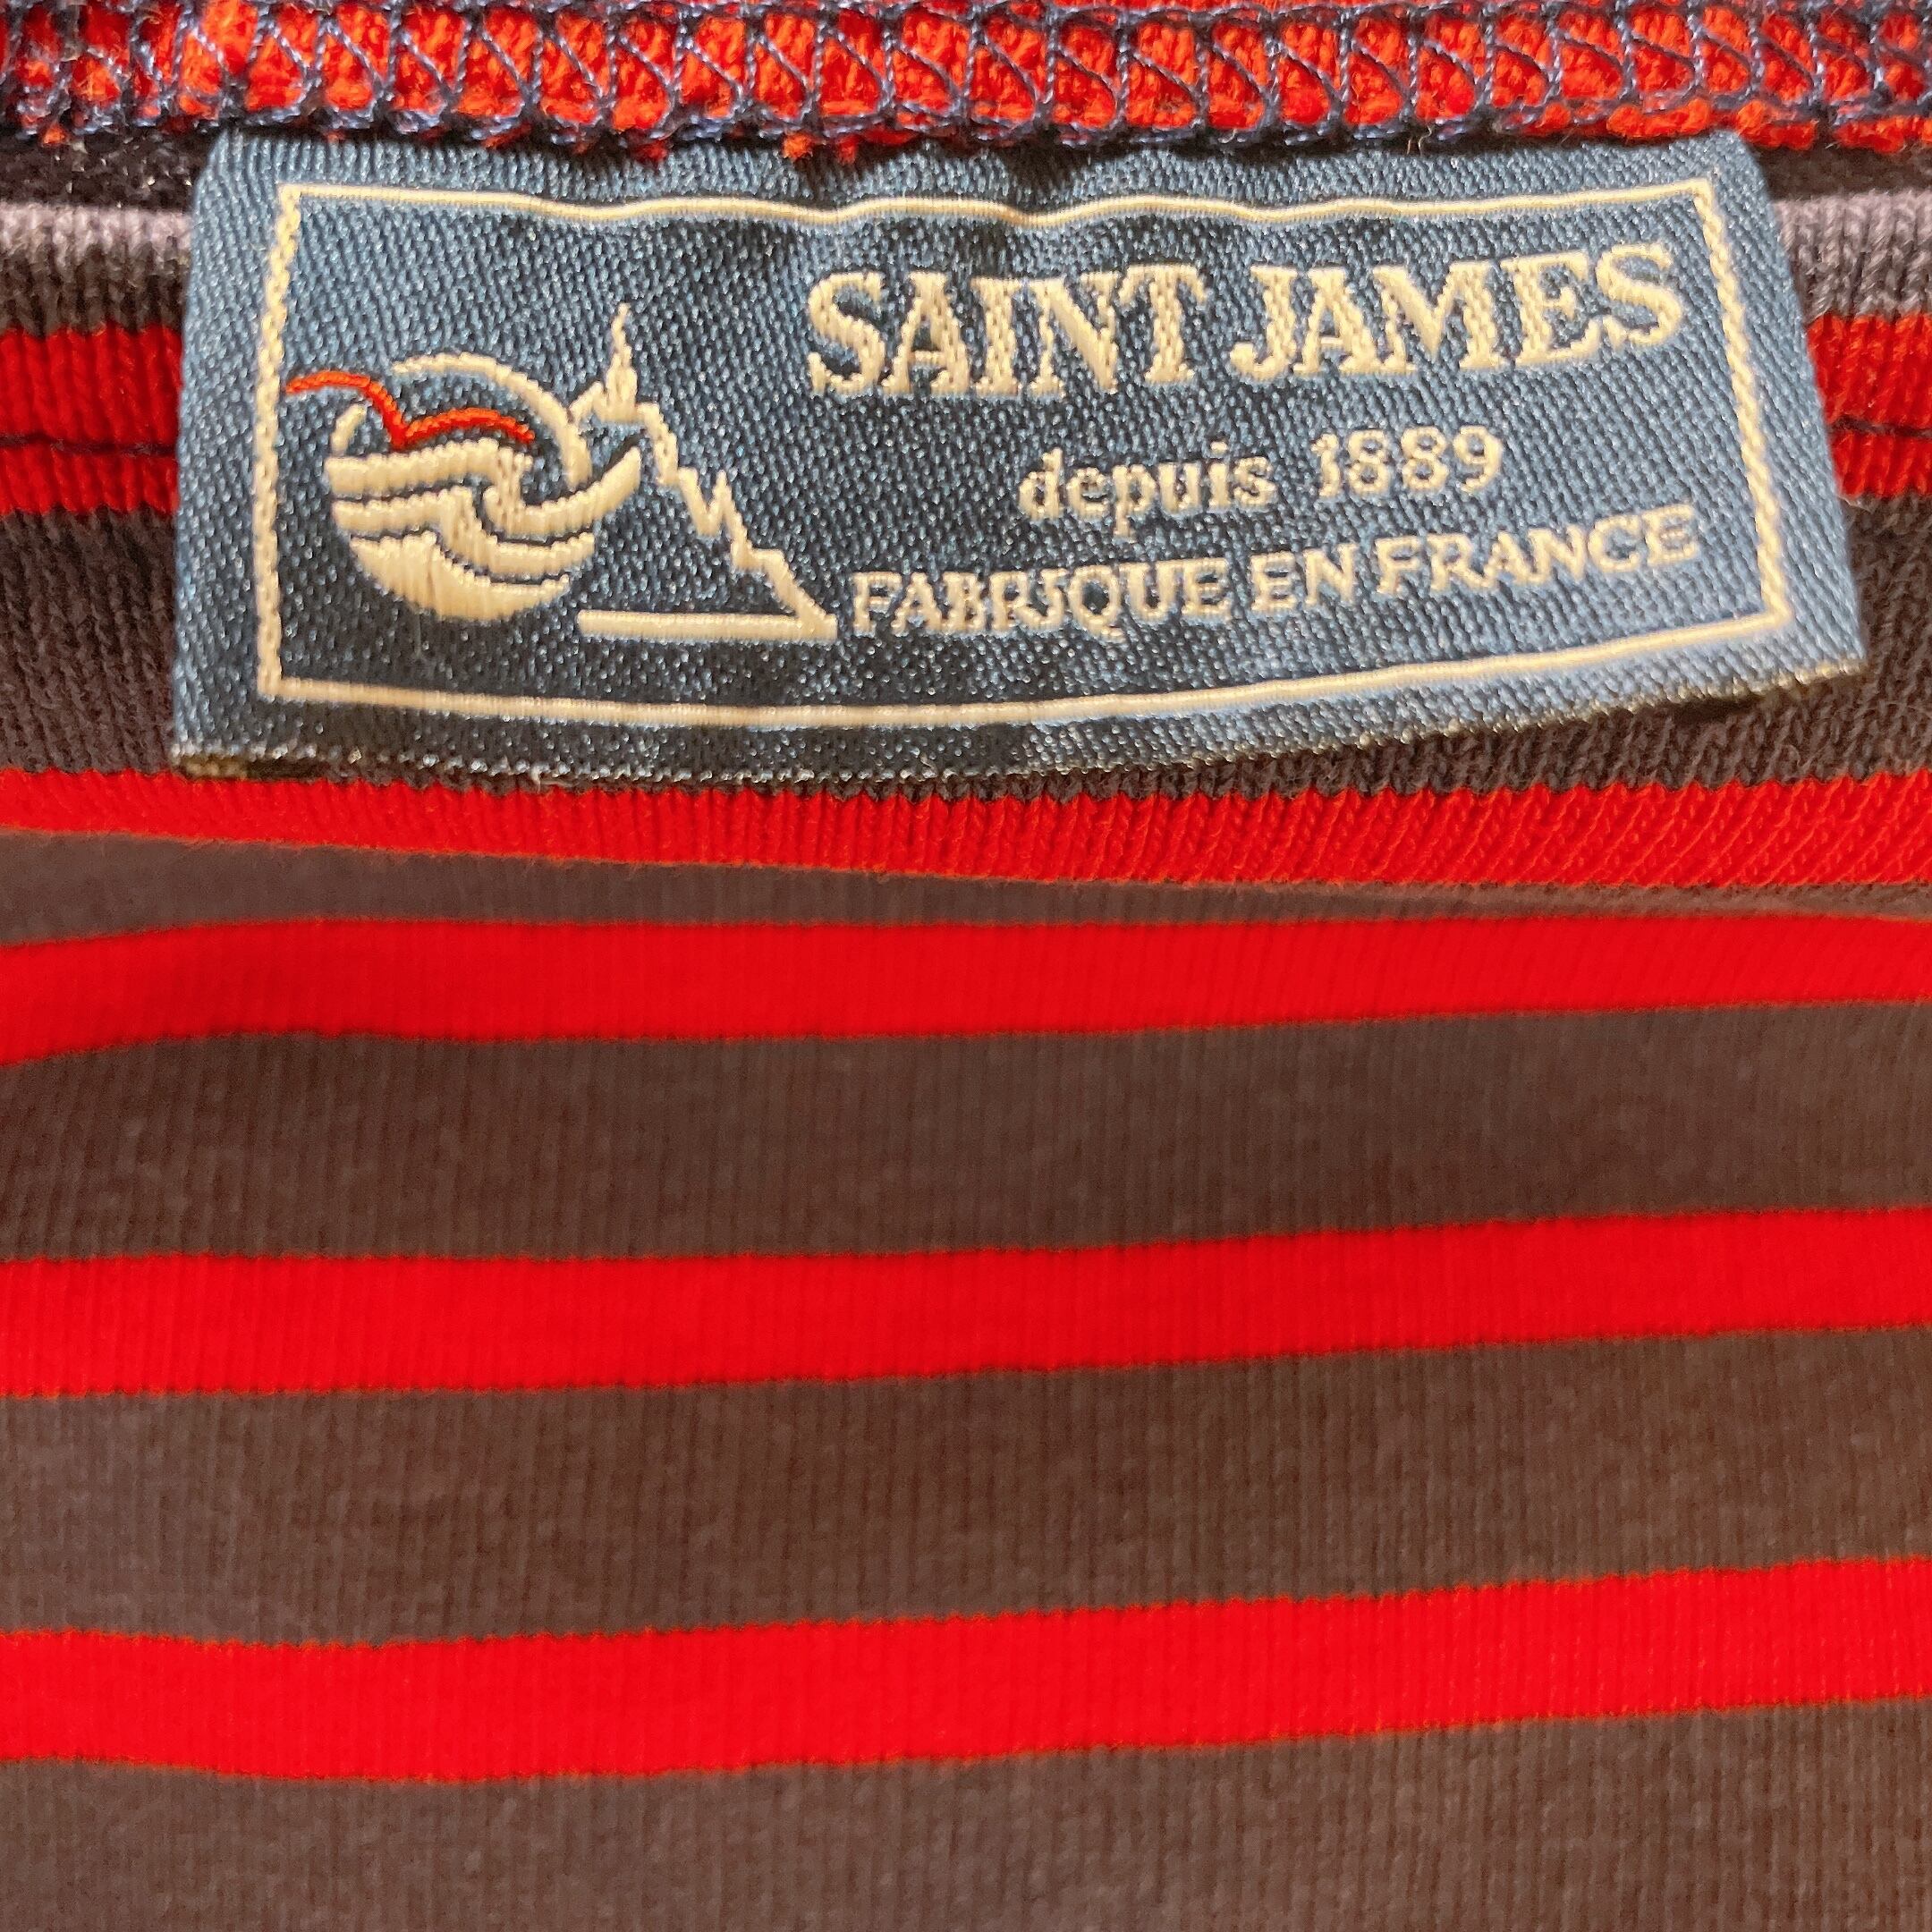 SAINT JAMES
depuis 1889
FABRIQUE EN FRANCE